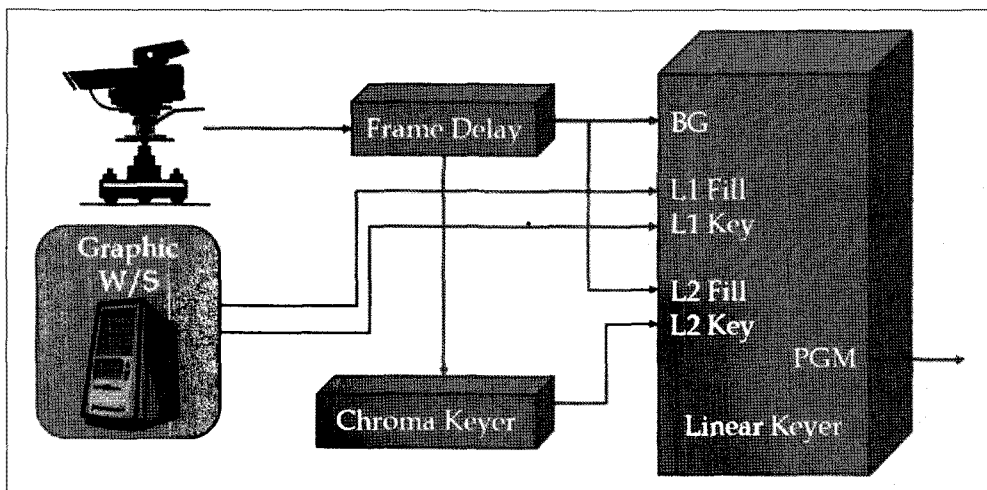 Frame Delay
BG
L1 Fill
L1 Key
Graphic
W/S
L2 Fill
L2 Key
PGM
Chroma Keyer
Linear Keyer